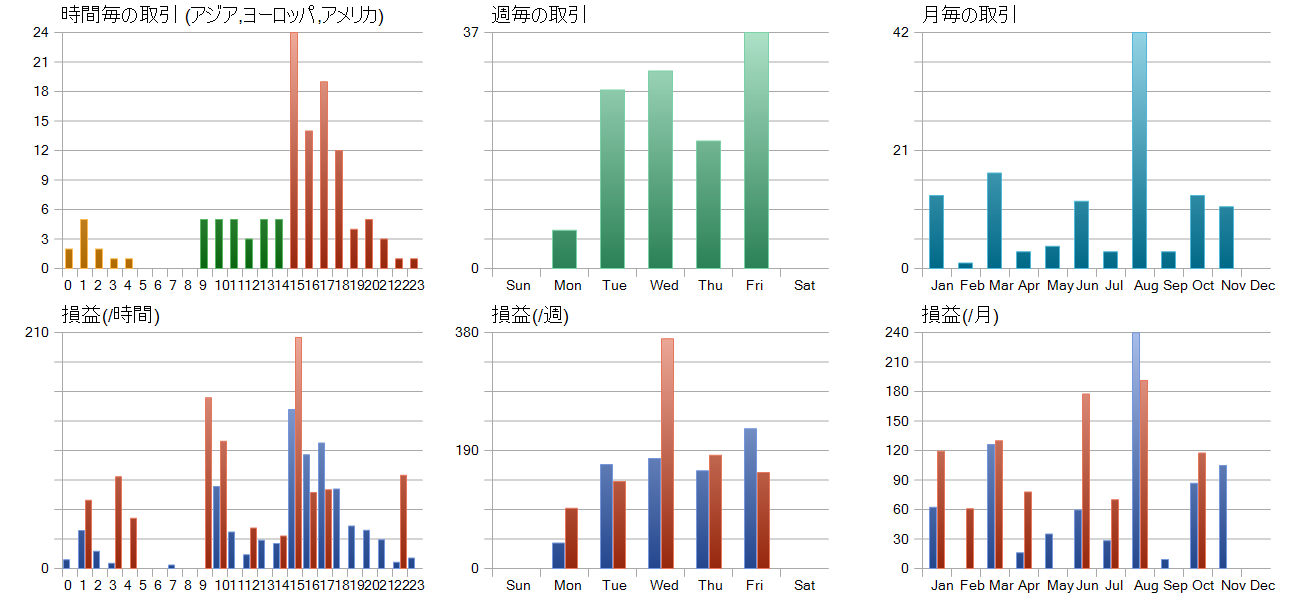 時間毎の取引 (アジア,ヨーロッパ,アメリカ)
24
21
18
15
12
9
6
3
0
0 1 2 3 4 5 6 7 8 9 10 11 12 13 14 15 16 17 18 19 20 21 22 23
週毎の取引
37
0
Sun Mon Tue Wed Thu Fri Sat
月毎の取引
42
21
0
Jan Feb Mar Apr May Jun Jul Aug Sep Oct Nov Dec
損益(/時間)
210
0
0 1 2 3 4 5 6 7 8 9 10 11 12 13 14 15 16 17 18 19 20 21 22 23
損益(/週)
380
190
0
Sun Mon Tue Wed Thu Fri Sat
損益(/月)
240
210
180
150
120
90
60
30
0
Jan Feb Mar Apr May Jun Jul Aug Sep Oct Nov Dec